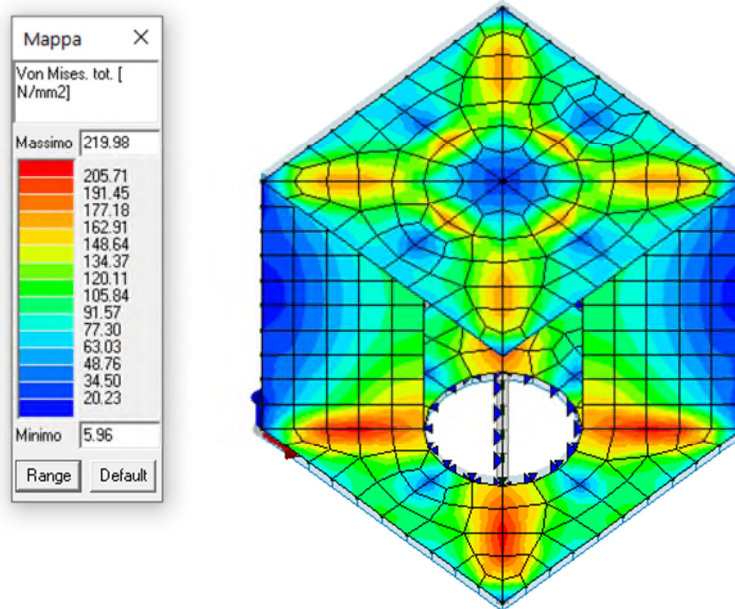 Mappa
Von Mises. tot. [
N/mm2]
Massimo 219.98
205.71
191.45
177.18
162.91
148.64
134.37
120.11
105.84
91.57
77.30
63.03
48.76
34.50
20.23
Minimo 5.96
Range Default